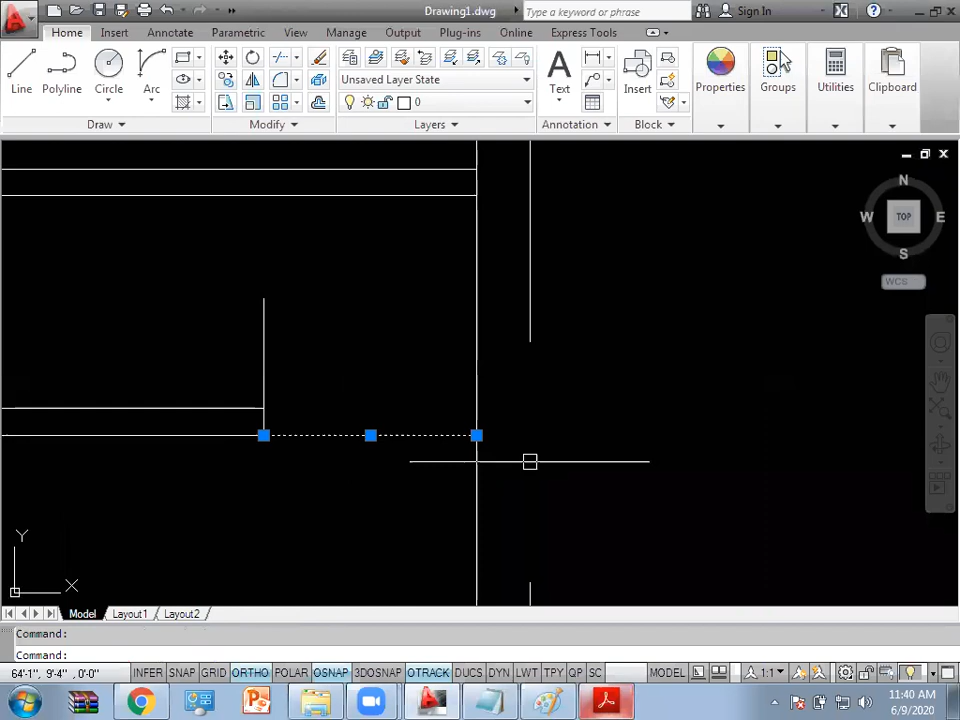 Drawing1.dwg
Type a keyword or phrase
Sign In
Home Insert Annotate Parametric View Manage Output Plug-ins Online Express Tools
Line Polyline Circle Arc
Unsaved Layer State
0
Text Insert Properties Groups Utilities Clipboard
Draw Modify Layers Annotation Block
N
W TOP E
S
WCS
Y
X
Model Layout1 Layout2
Command:
Command:
64'-1", 9'-4" ,0'-0" INFER SNAP GRID ORTHO POLAR OSNAP 3DOSNAP OTRACK DUCS DYN LWT TPY QP SC MODEL 1:1
11:40 AM
6/9/2020